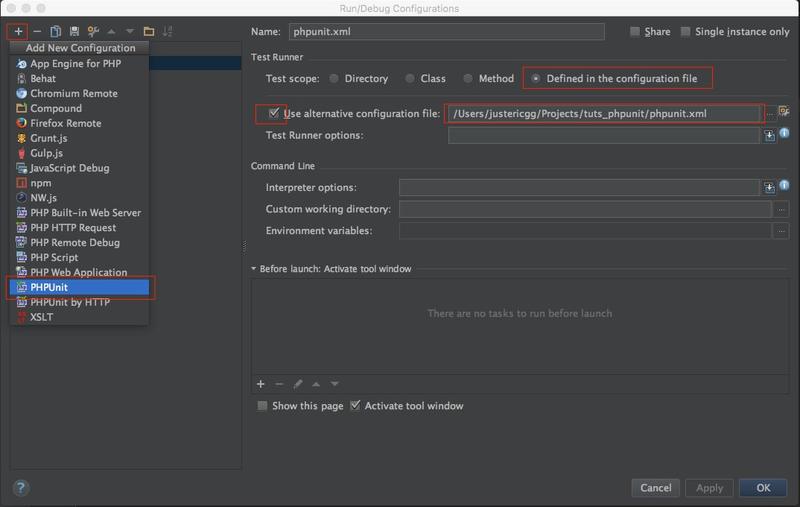 Run/Debug Configurations
Add New Configuration
App Engine for PHP
Behat
Chromium Remote
Compound
Firefox Remote
Grunt.js
Gulp.js
JavaScript Debug
npm
NW.js
PHP Built-in Web Server
PHP HTTP Request
PHP Remote Debug
PHP Script
PHP Web Application
PHPUnit
PHPUnit by HTTP
XSLT
Name: phpunit.xml
Share
Single instance only
Test Runner
Test scope: Directory Class Method Defined in the configuration file
Use alternative configuration file: /Users/justericgg/Projects/tuts_phpunit/phpunit.xml ...
Test Runner options:
Command Line
Interpreter options:
Custom working directory: ...
Environment variables: ...
Before launch: Activate tool window
There are no tasks to run before launch
Show this page
Activate tool window
?
Cancel
Apply
OK